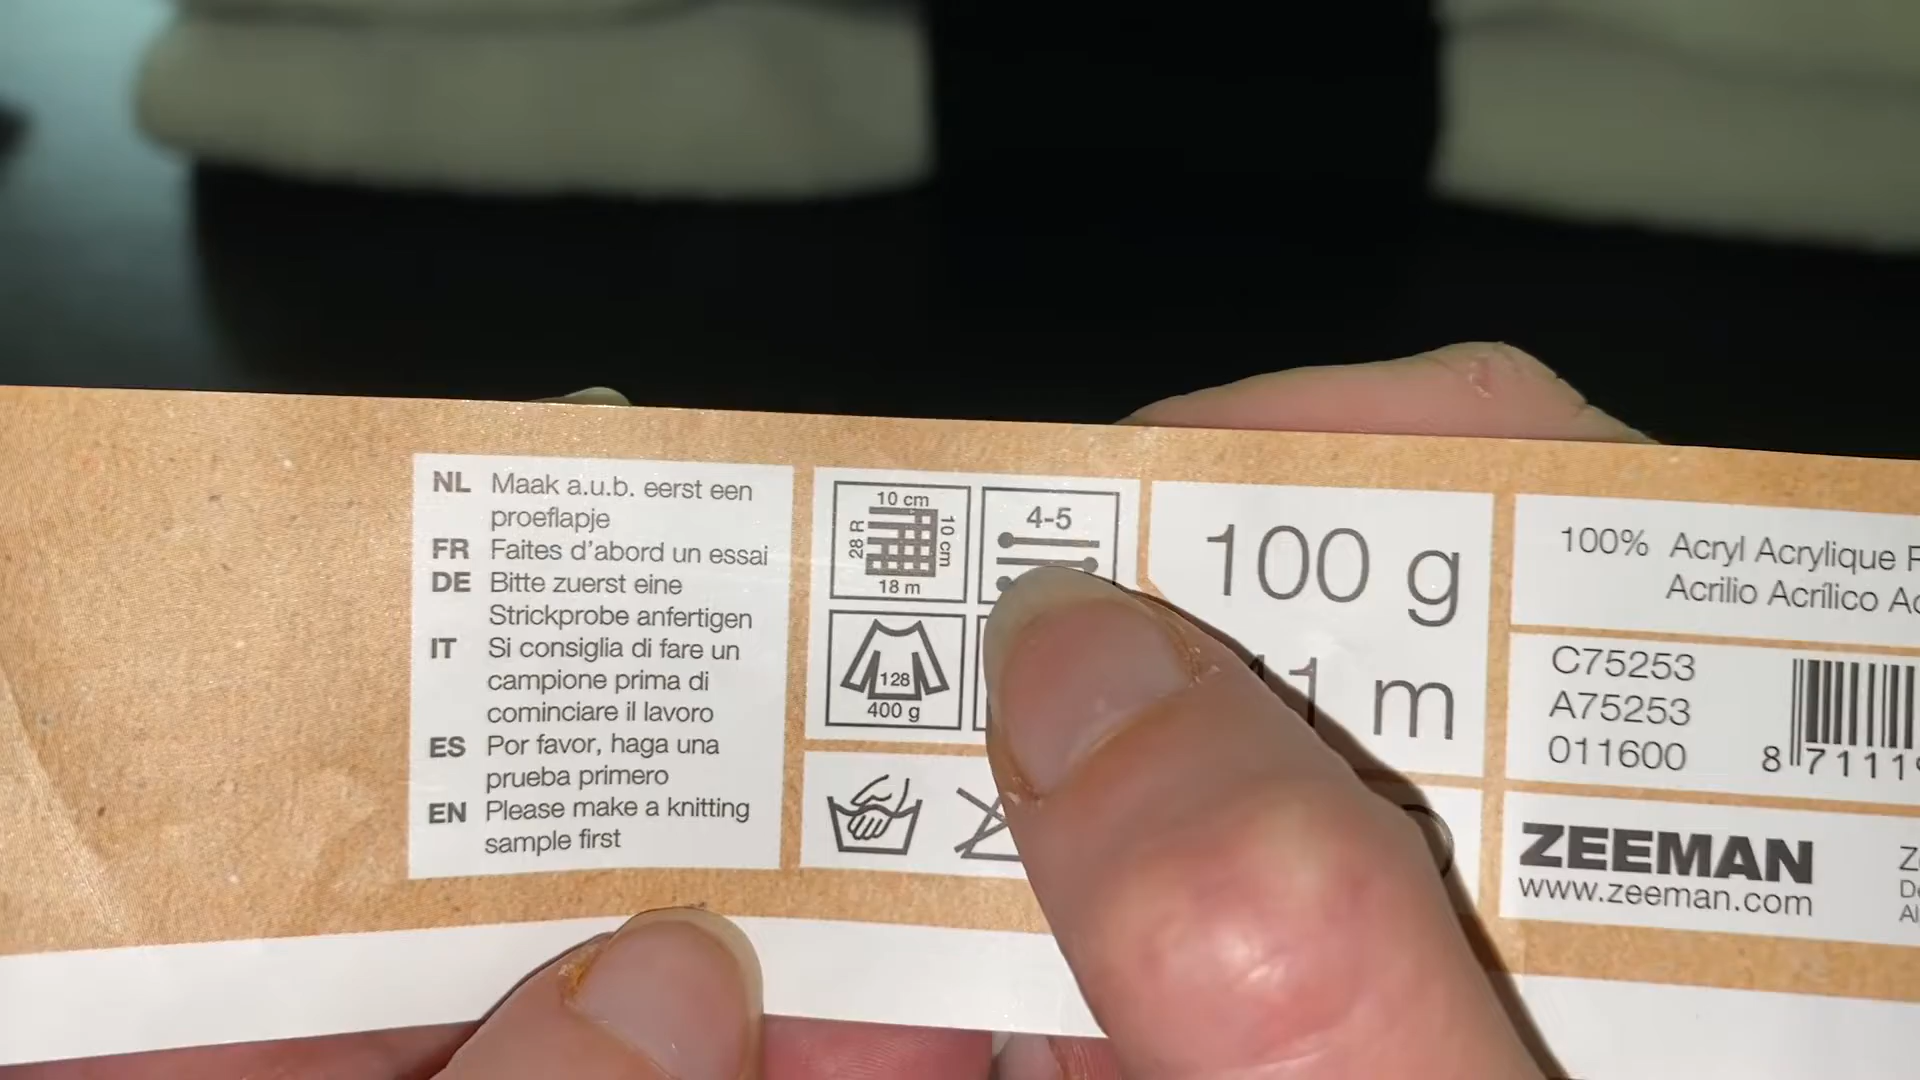 NL Maak a.u.b. eerst een
proeflapje
FR Faites d'abord un essai
DE Bitte zuerst eine
Strickprobe anfertigen
IT Si consiglia di fare un
campione prima di
cominciare il lavoro
ES Por favor, haga una
prueba primero
EN Please make a knitting
sample first
10 cm
28 R
10 cm
18 m
4-5
128
400 g
100 g
m
100% Acryl Acrylique
Acrilio Acrílico
C75253
A75253
011600
8 7111
ZEEMAN
www.zeeman.com